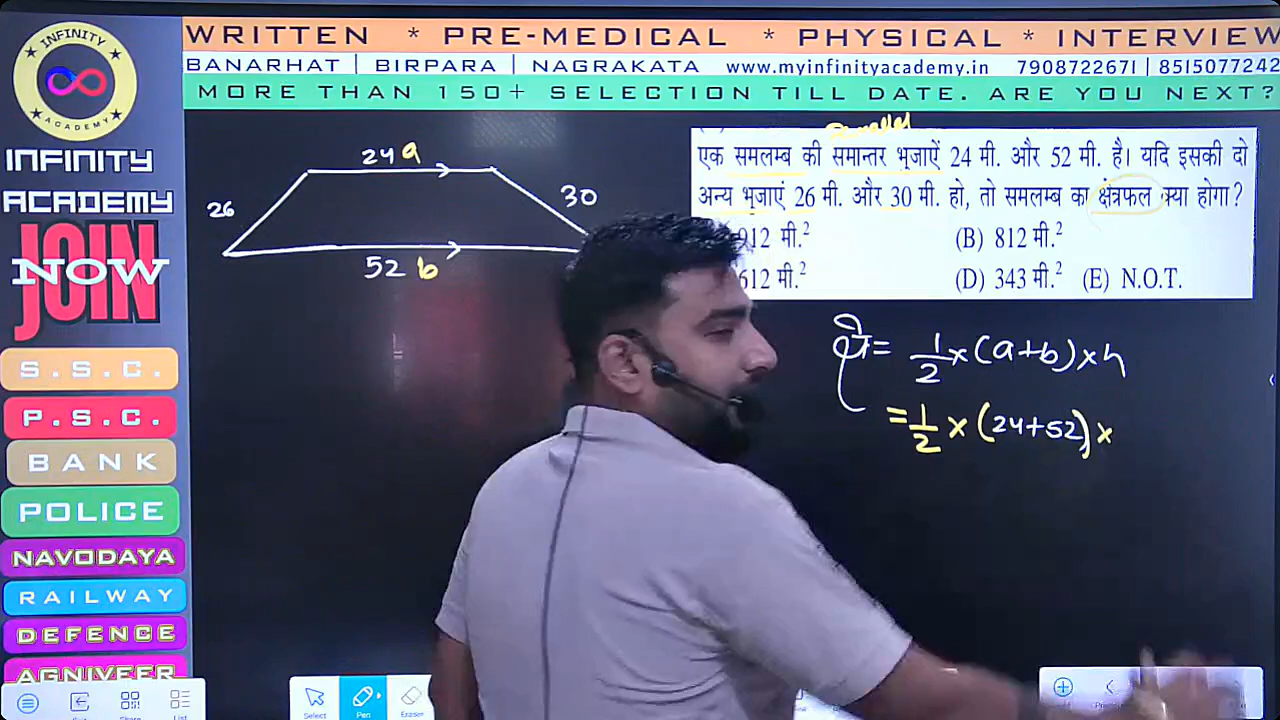 INFINITY
ACADEMY
INFINITY
ACADEMY
JOIN
NOW
S.S.C.
P.S.C.
BANK
POLICE
NAVODAYA
RAILWAY
DEFENCE
AGNIVEER
WRITTEN * PRE-MEDICAL * PHYSICAL * INTERVIEW
BANARHAT | BIRPARA | NAGRAKATA www.myinfinityacademy.in 7908722671 | 8515077242
MORE THAN 150+ SELECTION TILL DATE. ARE YOU NEXT?
24 a
26
30
52 b
एक समलम्ब की समान्तर भुजाऐं 24 मी. और 52 मी. है। यदि इसकी दो
अन्य भुजाएं 26 मी. और 30 मी. हो, तो समलम्ब का क्षेत्रफल क्या होगा?
912 मी.² (B) 812 मी.²
612 मी.² (D) 343 मी.² (E) N.O.T.
= 1/2 × (a+b) × h
= 1/2 × (24+52) ×
Select Pen Eraser